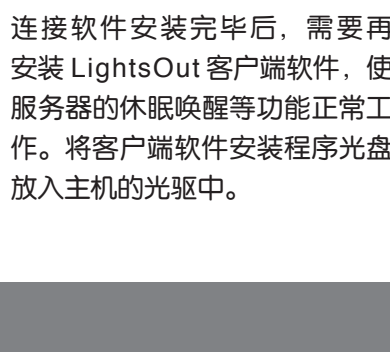 连接软件安装完毕后，需要再
安装 LightsOut 客户端软件，使
服务器的休眠唤醒等功能正常工
作。将客户端软件安装程序光盘
放入主机的光驱中。